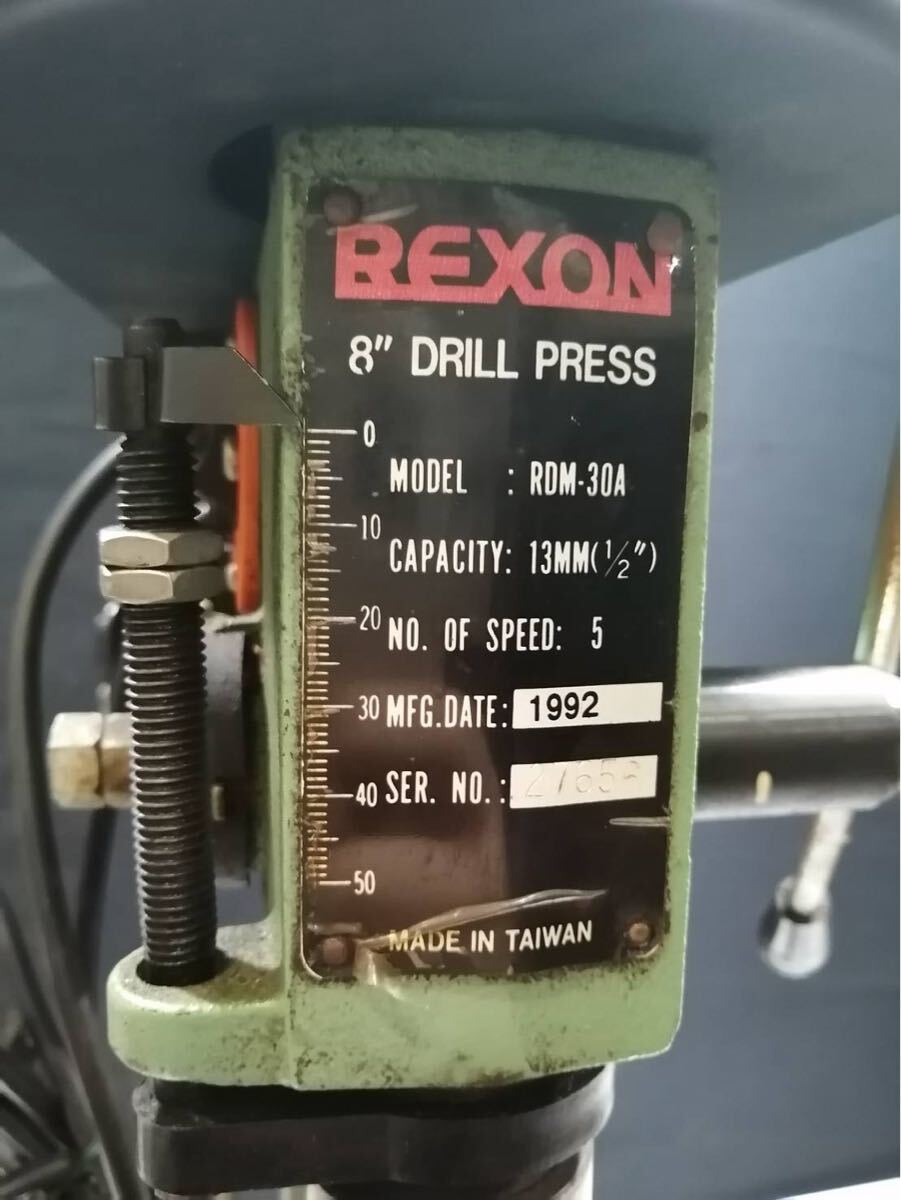 REXON
8" DRILL PRESS
0
MODEL : RDM-30A
10
CAPACITY: 13MM(1/2")
20
NO. OF SPEED: 5
30
MFG.DATE: 1992
40
SER. NO.:
50
MADE IN TAIWAN